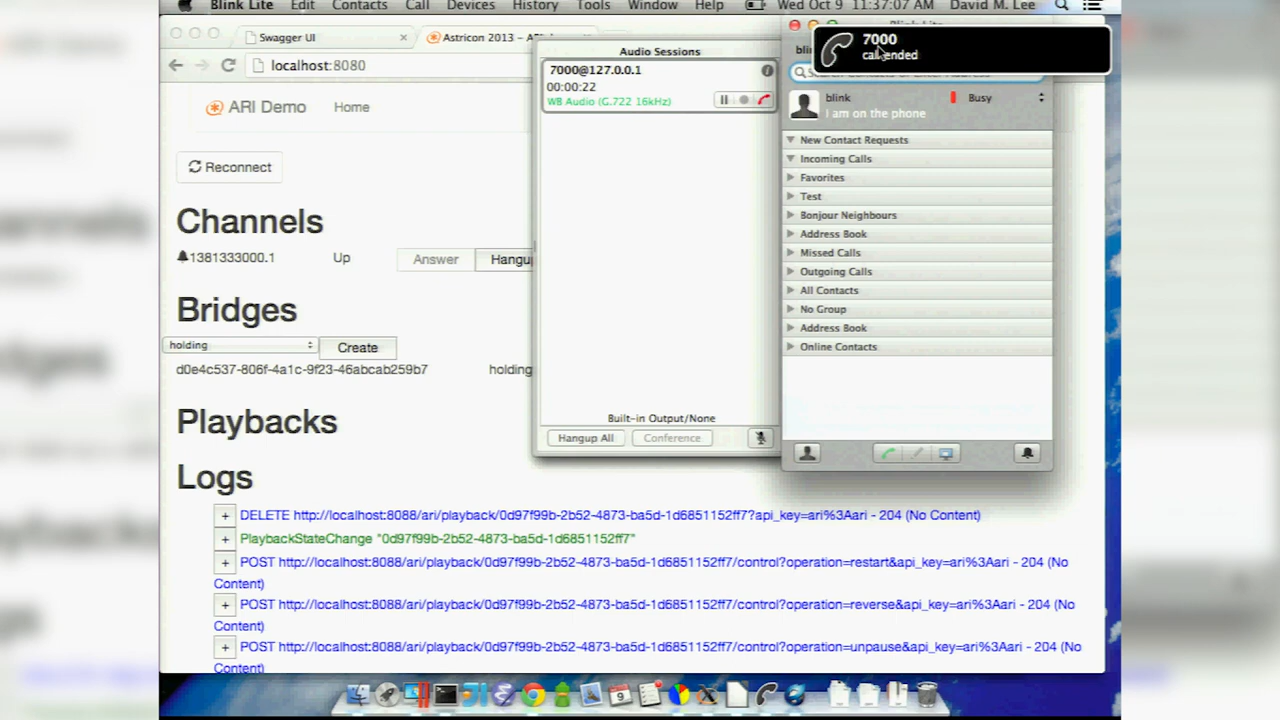 Blink Lite Edit Contacts Call Devices History Tools Window Help Wed Oct 9 11:37:07 AM David M. Lee
Swagger UI
Astricon 2013 –
localhost:8080
ARI Demo Home
Reconnect
Channels
1381333000.1 Up Answer Hangu
Bridges
holding Create
d0e4c537-806f-4a1c-9f23-46abcab259b7 holding
Playbacks
Logs
+ DELETE http://localhost:8088/ari/playback/0d97f99b-2b52-4873-ba5d-1d6851152ff7?api_key=ari%3Aari - 204 (No Content)
+ PlaybackStateChange "0d97f99b-2b52-4873-ba5d-1d6851152ff7"
+ POST http://localhost:8088/ari/playback/0d97f99b-2b52-4873-ba5d-1d6851152ff7/control?operation=restart&api_key=ari%3Aari - 204 (No
Content)
+ POST http://localhost:8088/ari/playback/0d97f99b-2b52-4873-ba5d-1d6851152ff7/control?operation=reverse&api_key=ari%3Aari - 204 (No
Content)
+ POST http://localhost:8088/ari/playback/0d97f99b-2b52-4873-ba5d-1d6851152ff7/control?operation=unpause&api_key=ari%3Aari - 204 (No
Content)
Audio Sessions
7000@127.0.0.1
00:00:22
WB Audio (G.722 16kHz)
Built-in Output/None
Hangup All Conference
7000
call ended
blink Busy
I am on the phone
New Contact Requests
Incoming Calls
Favorites
Test
Bonjour Neighbours
Address Book
Missed Calls
Outgoing Calls
All Contacts
No Group
Address Book
Online Contacts